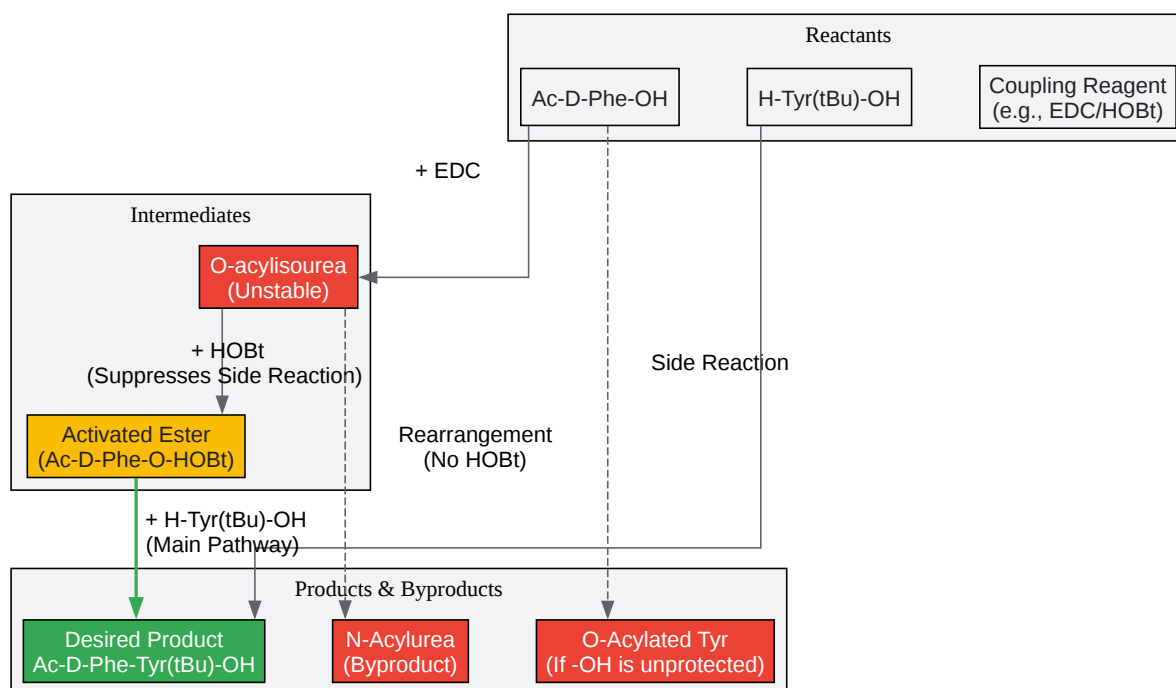 Reactants
Ac-D-Phe-OH
H-Tyr(tBu)-OH
Coupling Reagent
(e.g., EDC/HOBt)
+ EDC
Intermediates
O-acylisourea
(Unstable)
+ HOBt
(Suppresses Side Reaction)
Side Reaction
Activated Ester
(Ac-D-Phe-O-HOBt)
Rearrangement
(No HOBt)
+ H-Tyr(tBu)-OH
(Main Pathway)
Products & Byproducts
Desired Product
Ac-D-Phe-Tyr(tBu)-OH
N-Acylurea
(Byproduct)
O-Acylated Tyr
(If -OH is unprotected)